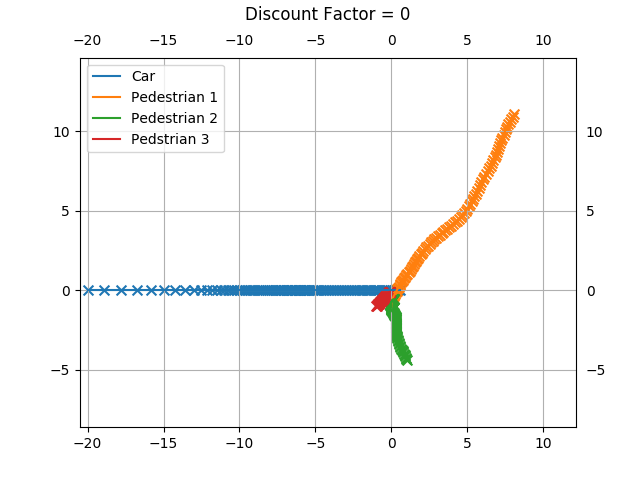 Discount Factor = 0
−20 −15 −10 −5 0 5 10
Car
Pedestrian 1
Pedestrian 2
Pedstrian 3
10 10
5 5
0 0
−5 −5
−20 −15 −10 −5 0 5 10